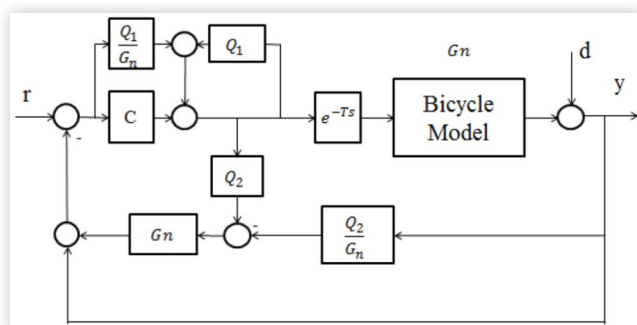 Q₁
Gₙ
Q₁
Gn
d
r
y
C
e⁻ᵀˢ
Bicycle
Model
-
Q₂
-
Gn
Q₂
Gₙ